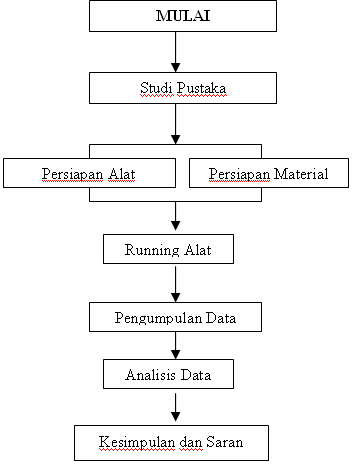 MULAI
Studi Pustaka
Persiapan Alat
Persiapan Material
Running Alat
Pengumpulan Data
Analisis Data
Kesimpulan dan Saran